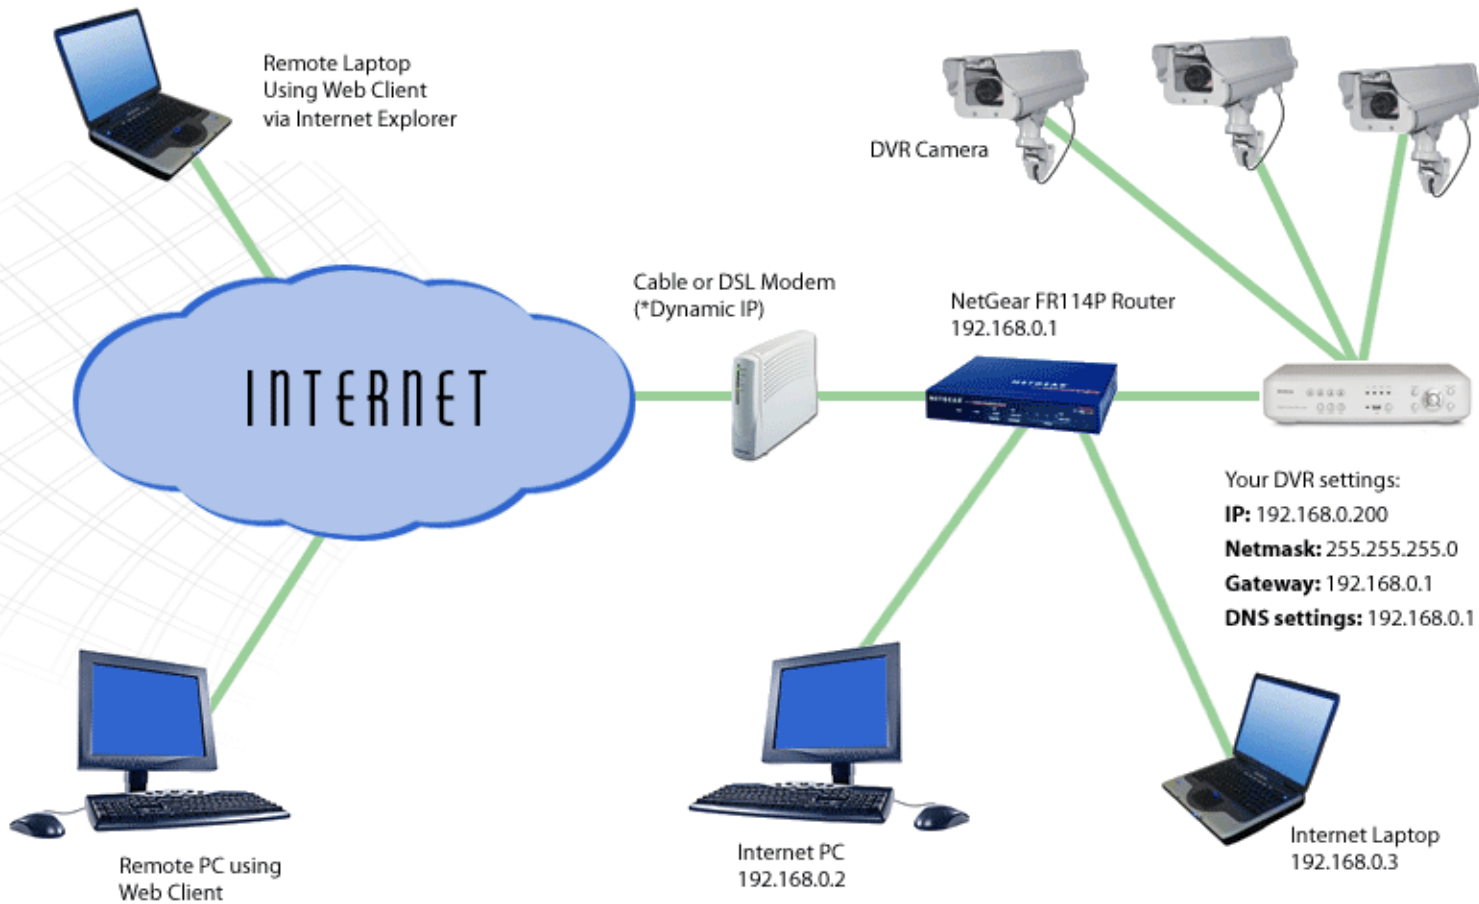 Remote Laptop
Using Web Client
via Internet Explorer
DVR Camera
Cable or DSL Modem
(*Dynamic IP)
NetGear FR114P Router
192.168.0.1
INTERNET
NETGEAR
NETGEAR
Your DVR settings:
IP: 192.168.0.200
Netmask: 255.255.255.0
Gateway: 192.168.0.1
DNS settings: 192.168.0.1
Remote PC using
Web Client
Internet PC
192.168.0.2
Internet Laptop
192.168.0.3